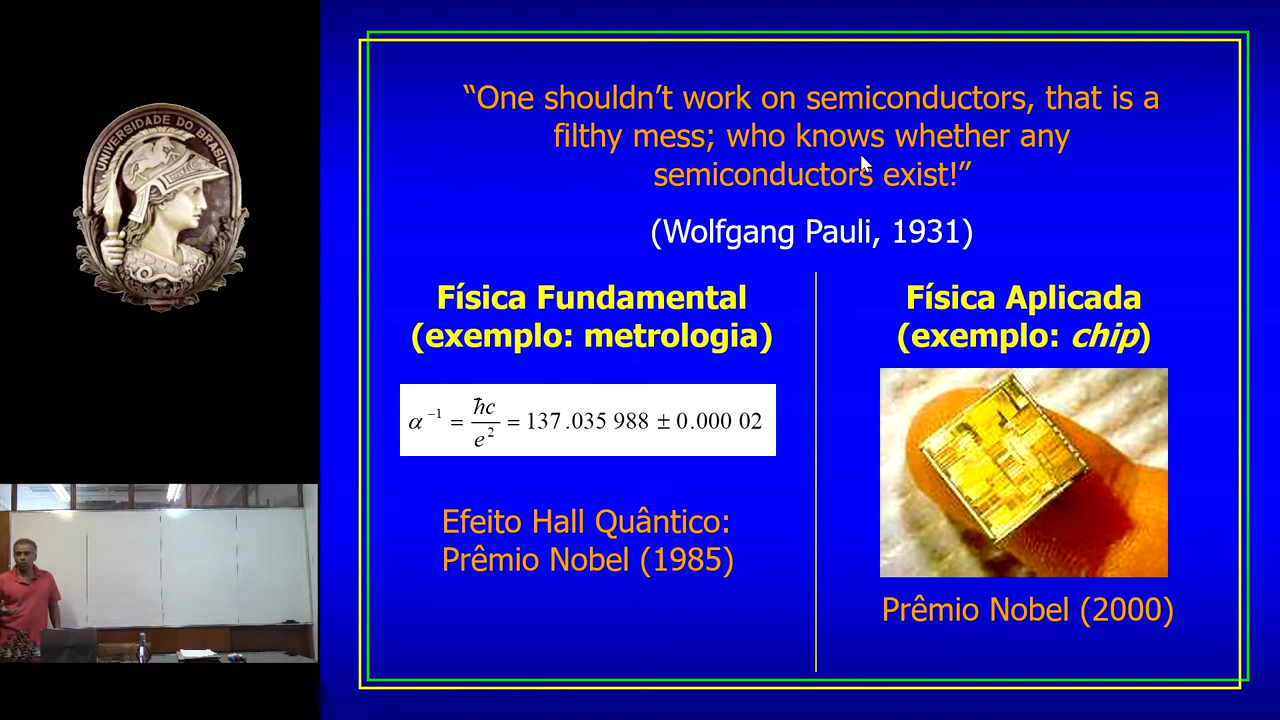 UNIVERSIDADE DO BRASIL
“One shouldn’t work on semiconductors, that is a
filthy mess; who knows whether any
semiconductors exist!”
(Wolfgang Pauli, 1931)
Física Fundamental
(exemplo: metrologia)
α⁻¹ = ħc / e² = 137.035 988 ± 0.000 02
Efeito Hall Quântico:
Prêmio Nobel (1985)
Física Aplicada
(exemplo: chip)
Prêmio Nobel (2000)